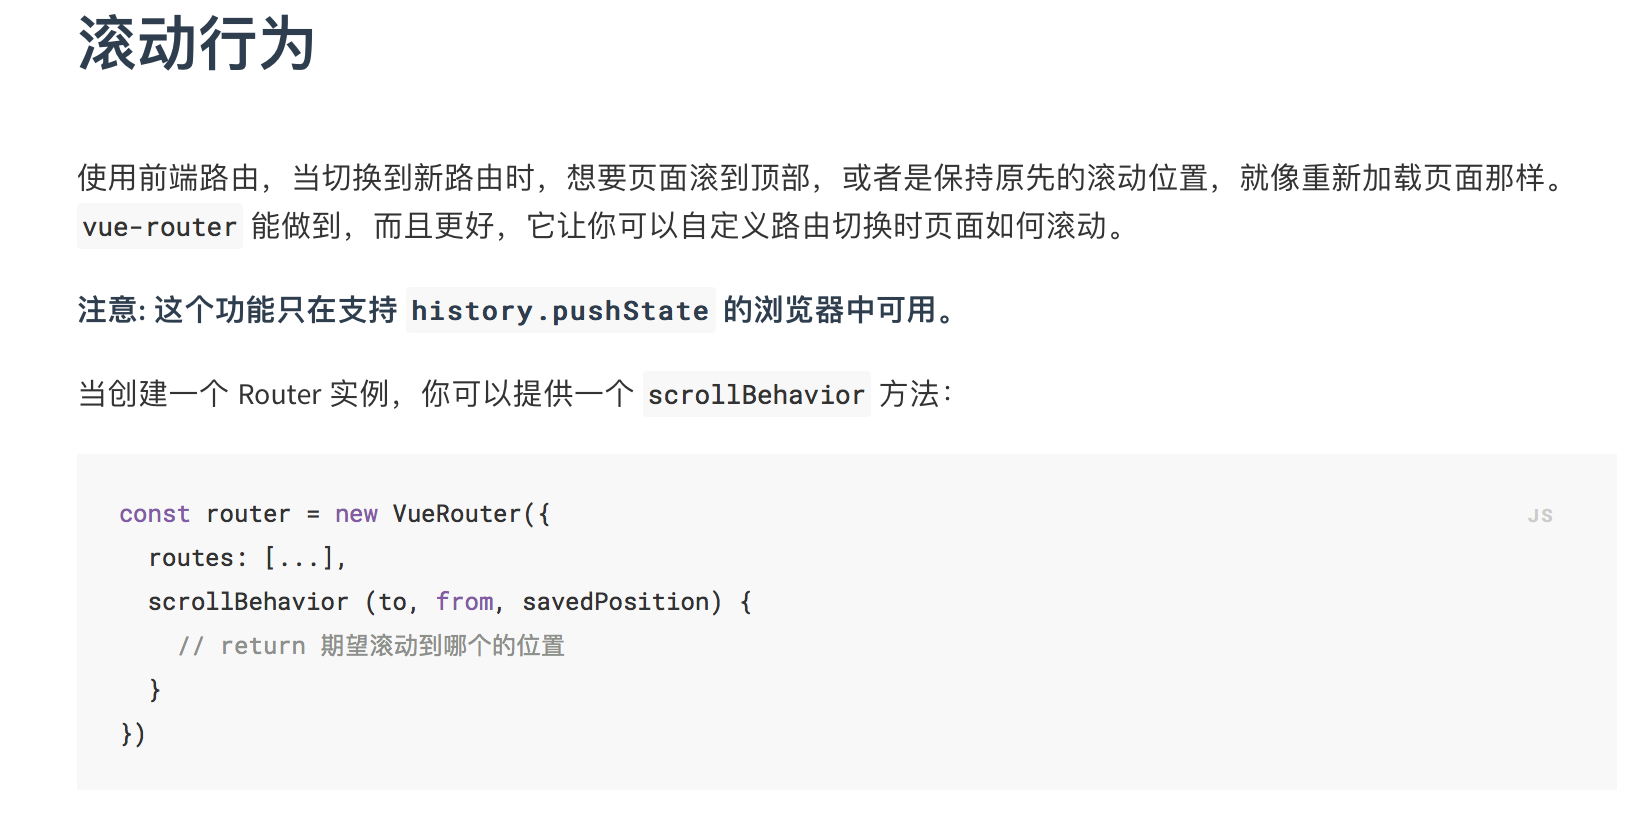 滚动行为
使用前端路由，当切换到新路由时，想要页面滚到顶部，或者是保持原先的滚动位置，就像重新加载页面那样。
vue-router 能做到，而且更好，它让你可以自定义路由切换时页面如何滚动。
注意: 这个功能只在支持 history.pushState 的浏览器中可用。
当创建一个 Router 实例，你可以提供一个 scrollBehavior 方法：
const router = new VueRouter({
JS
  routes: [...],
  scrollBehavior (to, from, savedPosition) {
    // return 期望滚动到哪个的位置
  }
})